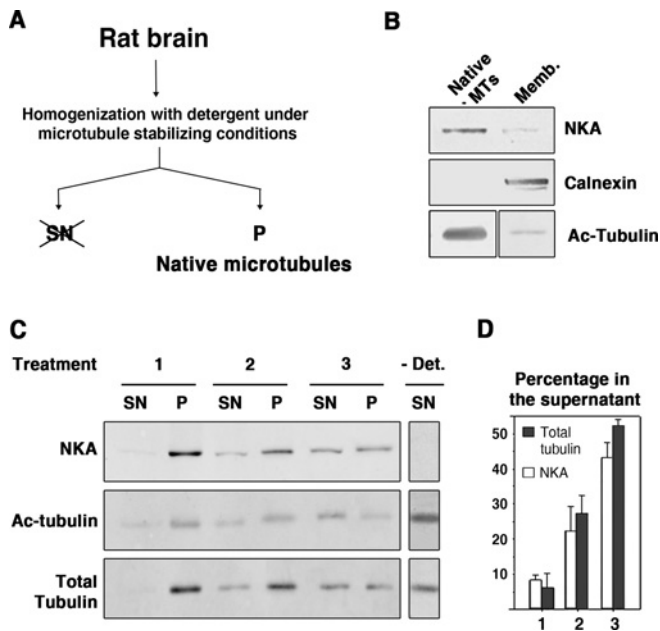 A
Rat brain
Homogenization with detergent under
microtubule stabilizing conditions
SN
P
Native microtubules
B
Native
- MTs
Memb.
NKA
Calnexin
Ac-Tubulin
C
Treatment 1 2 3 - Det.
SN P SN P SN P SN
NKA
Ac-tubulin
Total
Tubulin
D
Percentage in
the supernatant
50
40
30
20
10
Total
tubulin
NKA
1 2 3